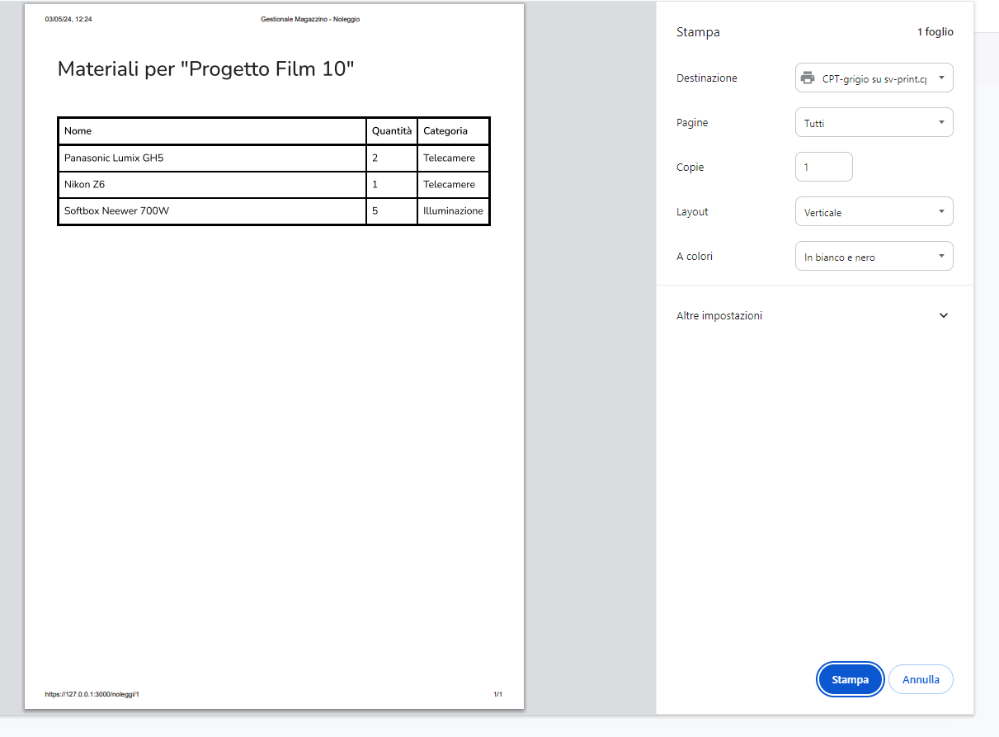 03/05/24, 12:24 Gestionale Magazzino - Noleggio
Materiali per "Progetto Film 10"
Nome Quantità Categoria
Panasonic Lumix GH5 2 Telecamere
Nikon Z6 1 Telecamere
Softbox Neewer 700W 5 Illuminazione
https://127.0.0.1:3000/noleggi/1 1/1
Stampa 1 foglio
Destinazione CPT-grigio su sv-print.cp
Pagine Tutti
Copie 1
Layout Verticale
A colori In bianco e nero
Altre impostazioni
Stampa Annulla